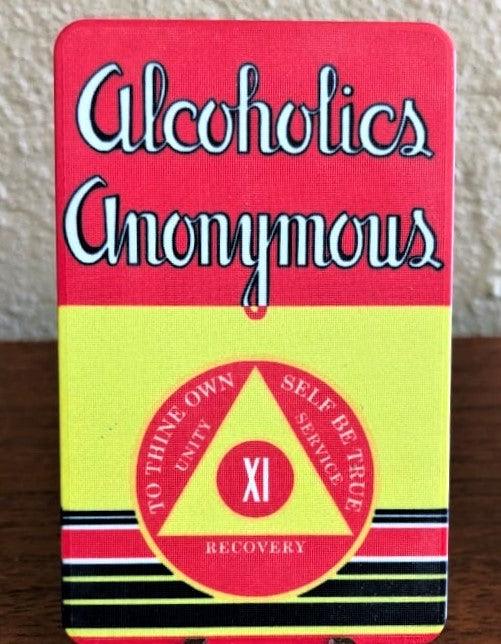 Alcoholics
Anonymous
TO THINE OWN SELF BE TRUE
UNITY
SERVICE
XI
RECOVERY